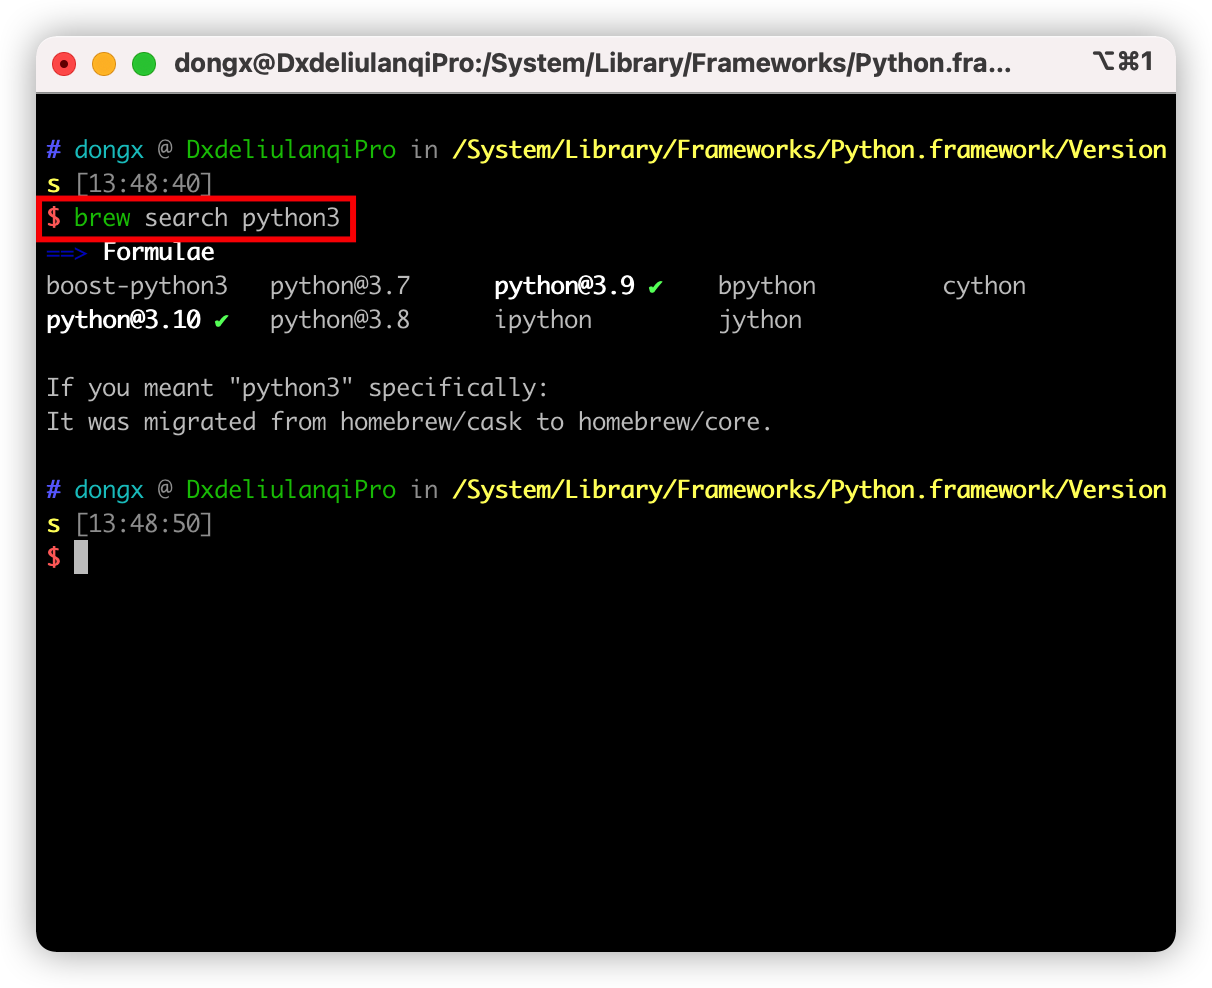 dongx@DxdeliulanqiPro:/System/Library/Frameworks/Python.fra... ⌥⌘1
# dongx @ DxdeliulanqiPro in /System/Library/Frameworks/Python.framework/Version
s [13:48:40]
$ brew search python3
==> Formulae
boost-python3 python@3.7 python@3.9 ✔ bpython cython
python@3.10 ✔ python@3.8 ipython jython
If you meant "python3" specifically:
It was migrated from homebrew/cask to homebrew/core.
# dongx @ DxdeliulanqiPro in /System/Library/Frameworks/Python.framework/Version
s [13:48:50]
$